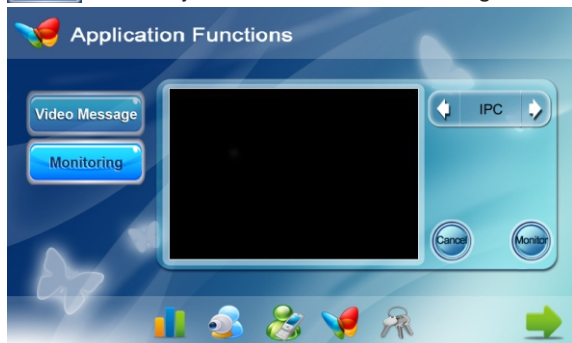 Application Functions
Video Message
IPC
Monitoring
Cancel
Monitor